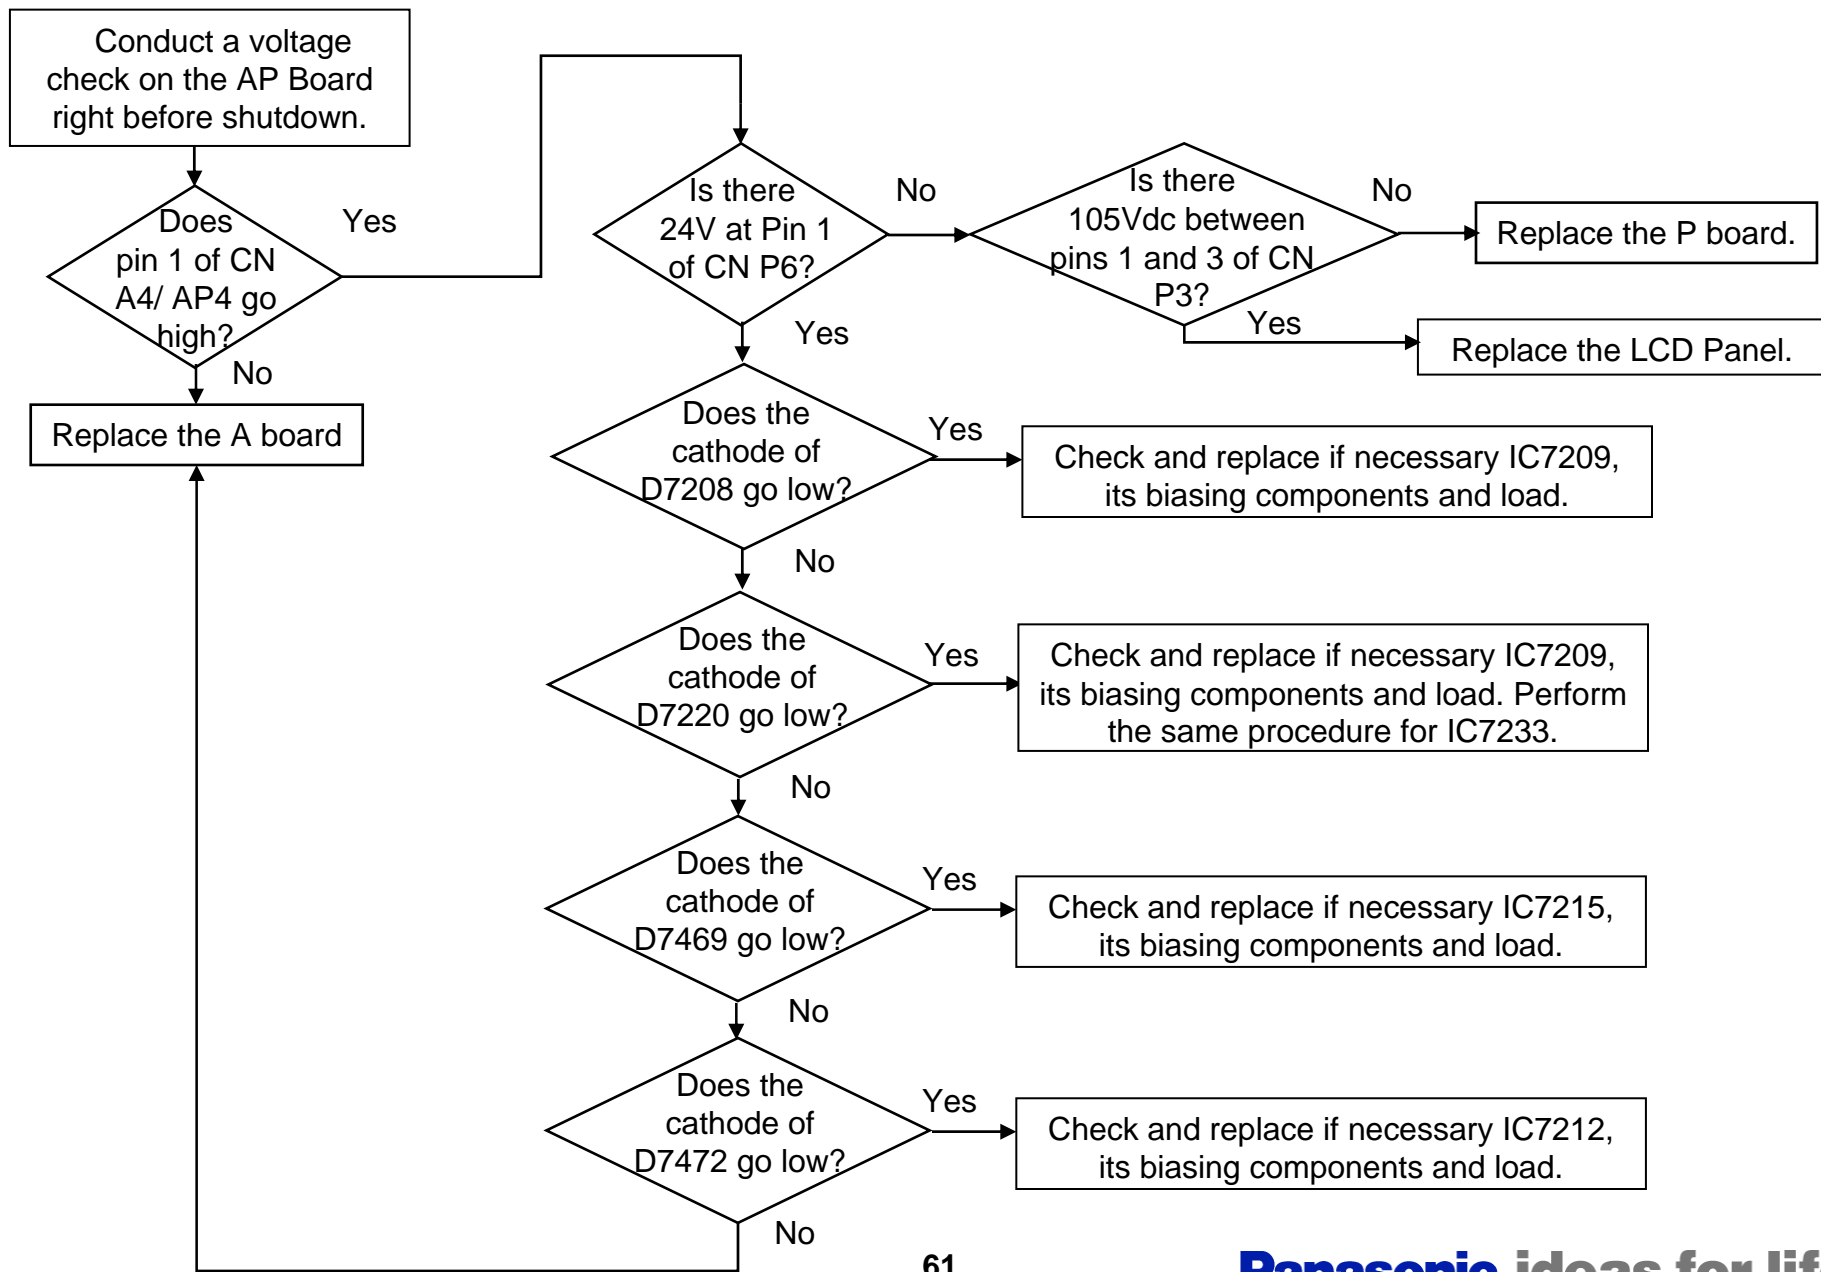 Conduct a voltage
check on the AP Board
right before shutdown.
Does
pin 1 of CN
A4/ AP4 go
high?
Yes
No
Replace the A board
Is there
24V at Pin 1
of CN P6?
No
Yes
Is there
105Vdc between
pins 1 and 3 of CN
P3?
No
Replace the P board.
Yes
Replace the LCD Panel.
Does the
cathode of
D7208 go low?
Yes
Check and replace if necessary IC7209,
its biasing components and load.
No
Does the
cathode of
D7220 go low?
Yes
Check and replace if necessary IC7209,
its biasing components and load. Perform
the same procedure for IC7233.
No
Does the
cathode of
D7469 go low?
Yes
Check and replace if necessary IC7215,
its biasing components and load.
No
Does the
cathode of
D7472 go low?
Yes
Check and replace if necessary IC7212,
its biasing components and load.
No
61
Panasonic ideas for lif